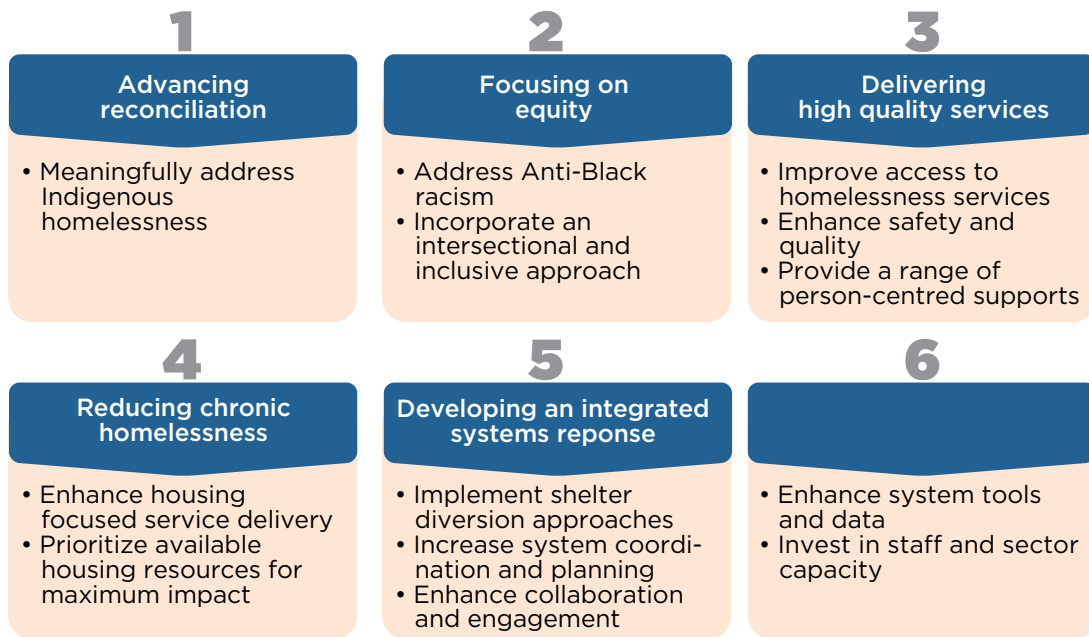 1
Advancing
reconciliation
• Meaningfully address
Indigenous
homelessness
2
Focusing on
equity
• Address Anti-Black
racism
• Incorporate an
intersectional and
inclusive approach
3
Delivering
high quality services
• Improve access to
homelessness services
• Enhance safety and
quality
• Provide a range of
person-centred supports
4
Reducing chronic
homelessness
• Enhance housing
focused service delivery
• Prioritize available
housing resources for
maximum impact
5
Developing an integrated
systems reponse
• Implement shelter
diversion approaches
• Increase system coordi-
nation and planning
• Enhance collaboration
and engagement
6
• Enhance system tools
and data
• Invest in staff and sector
capacity